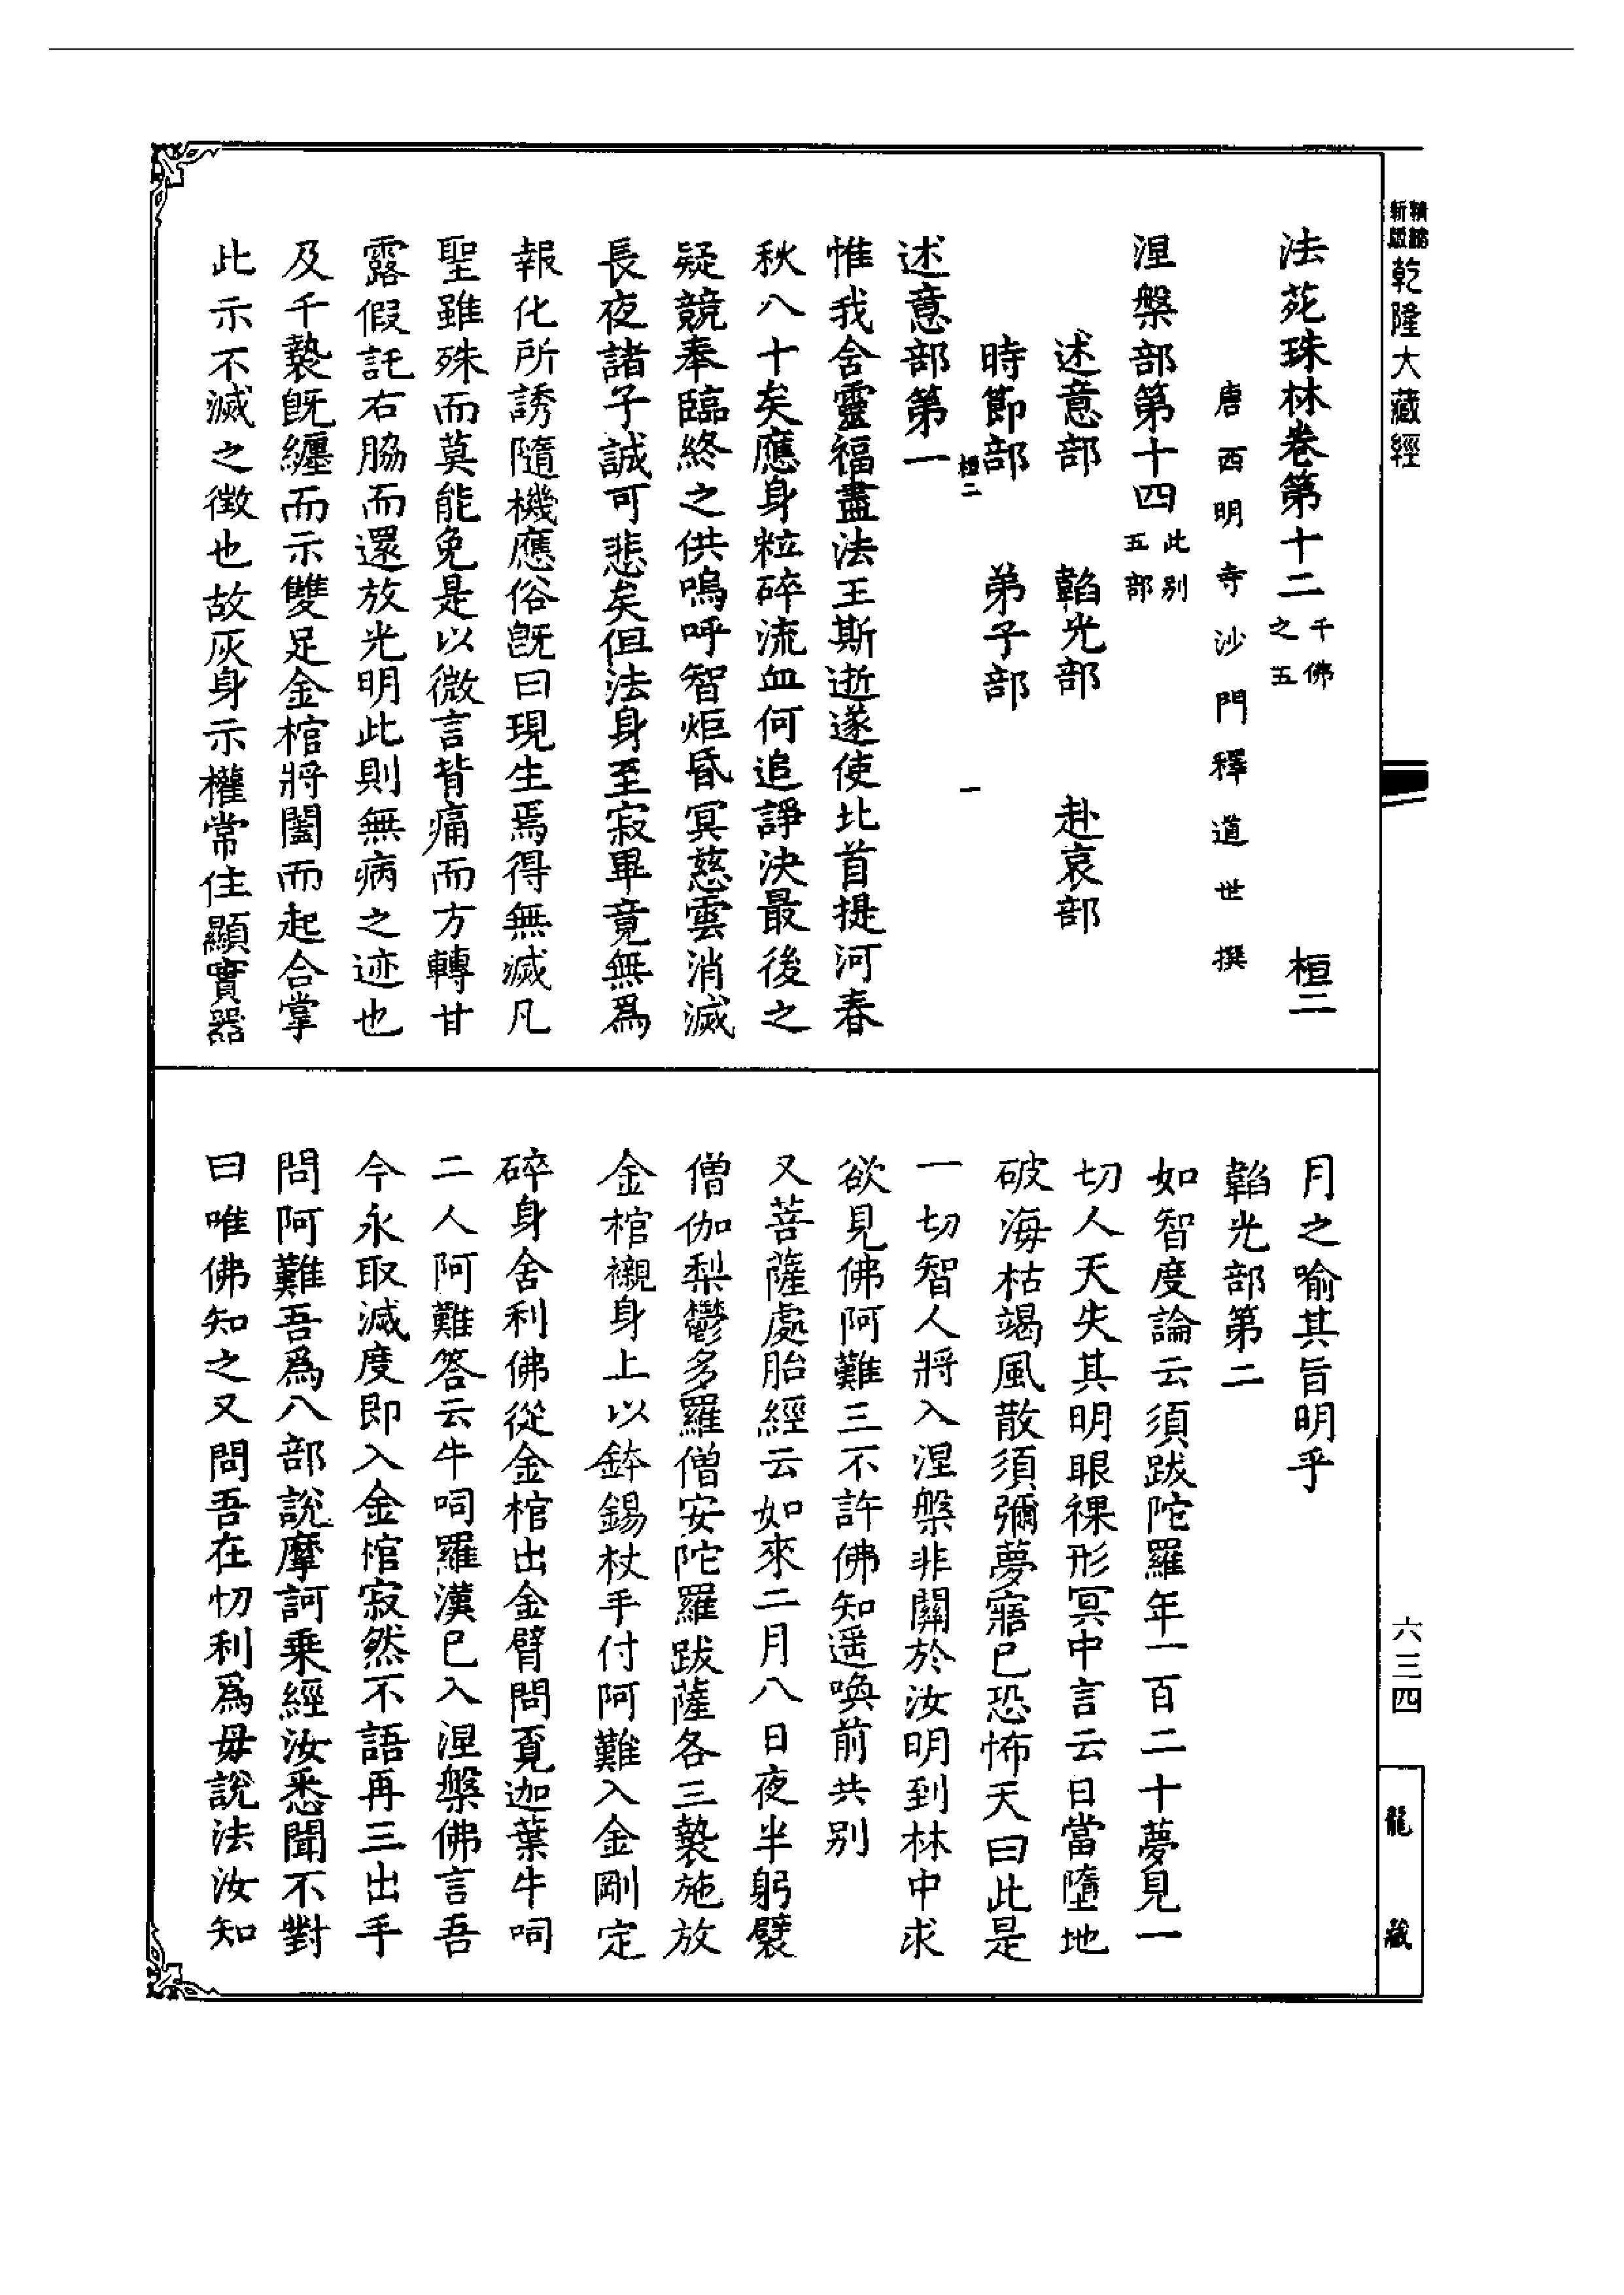 精縮新版乾隆大藏經
法苑珠林卷第十二 千佛之五 桓二
唐西明寺沙門釋道世撰
涅槃部第十四 此别五部
述意部 韜光部 赴哀部
時節部 弟子部
桓二 一
述意部第一
惟我舍靈福盡法王斯逝遂使北首提河春
秋八十矣應身粒碎流血何追諍決最後之
疑競奉臨終之供嗚呼智炬昏冥慈雲消滅
長夜諸子誠可悲矣但法身至寂畢竟無爲
報化所誘隨機應俗旣曰現生焉得無滅凡
聖雖殊而莫能免是以微言背痛而方轉甘
露假託右脇而還放光明此則無病之迹也
及千㲲旣纏而示雙足金棺將闔而起合掌
此示不滅之徵也故灰身示權常住顯實器
月之喻其旨明乎
韜光部第二
如智度論云須跋陀羅年一百二十夢見一
切人天失其明眼祼形冥中言云日當墮地
破海枯竭風散須彌夢寤已恐怖天曰此是
一切智人將入涅槃非關於汝明到林中求
欲見佛阿難三不許佛知遥喚前共别
又菩薩處胎經云如來二月八日夜半躬襞
僧伽梨鬱多羅僧安陀羅跋薩各三㲲施放
金棺襯身上以鉢錫杖手付阿難入金剛定
碎身舍利佛從金棺出金臂問覔迦葉牛呞
二人阿難答云牛呞羅漢已入涅槃佛言吾
今永取滅度即入金棺寂然不語再三出手
問阿難吾爲八部說摩訶乘經汝悉聞不對
曰唯佛知之又問吾在忉利爲母說法汝知
六三四
龍藏